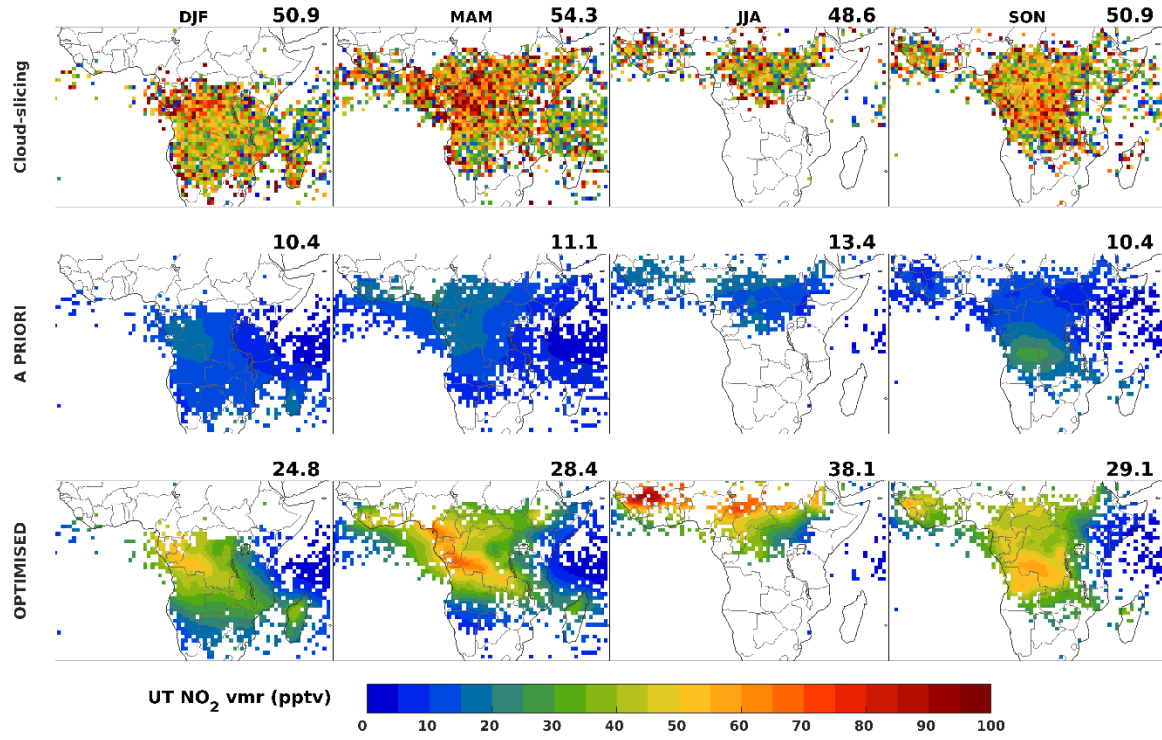 DJF 50.9 MAM 54.3 JJA 48.6 SON 50.9
Cloud-slicing
10.4 11.1 13.4 10.4
A PRIORI
24.8 28.4 38.1 29.1
OPTIMISED
UT NO₂ vmr (pptv)
0 10 20 30 40 50 60 70 80 90 100